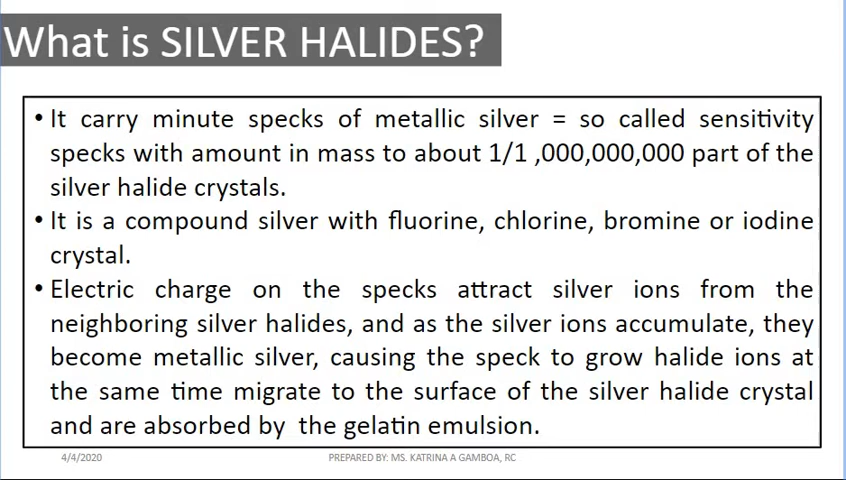 What is SILVER HALIDES?
• It carry minute specks of metallic silver = so called sensitivity
specks with amount in mass to about 1/1 ,000,000,000 part of the
silver halide crystals.
• It is a compound silver with fluorine, chlorine, bromine or iodine
crystal.
• Electric charge on the specks attract silver ions from the
neighboring silver halides, and as the silver ions accumulate, they
become metallic silver, causing the speck to grow halide ions at
the same time migrate to the surface of the silver halide crystal
and are absorbed by the gelatin emulsion.
4/4/2020 PREPARED BY: MS. KATRINA A GAMBOA, RC